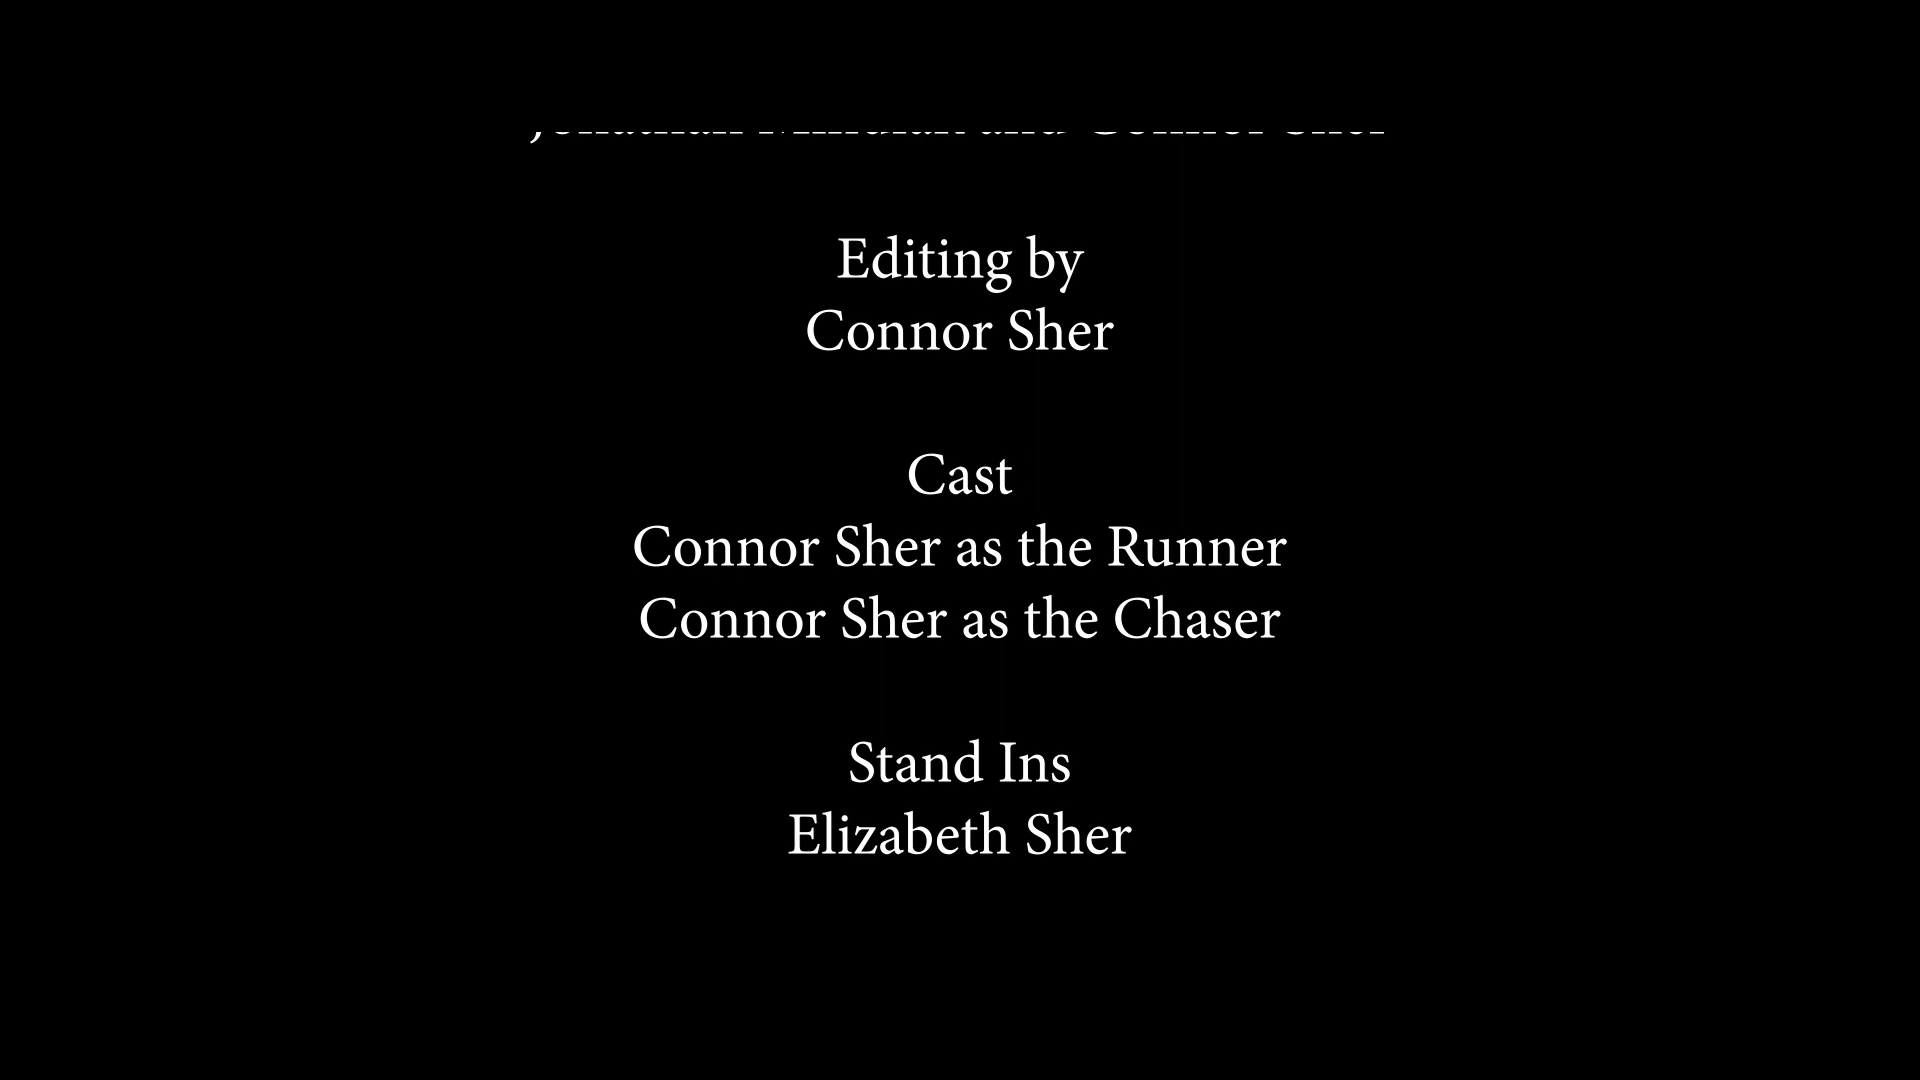 Editing by
Connor Sher
Cast
Connor Sher as the Runner
Connor Sher as the Chaser
Stand Ins
Elizabeth Sher